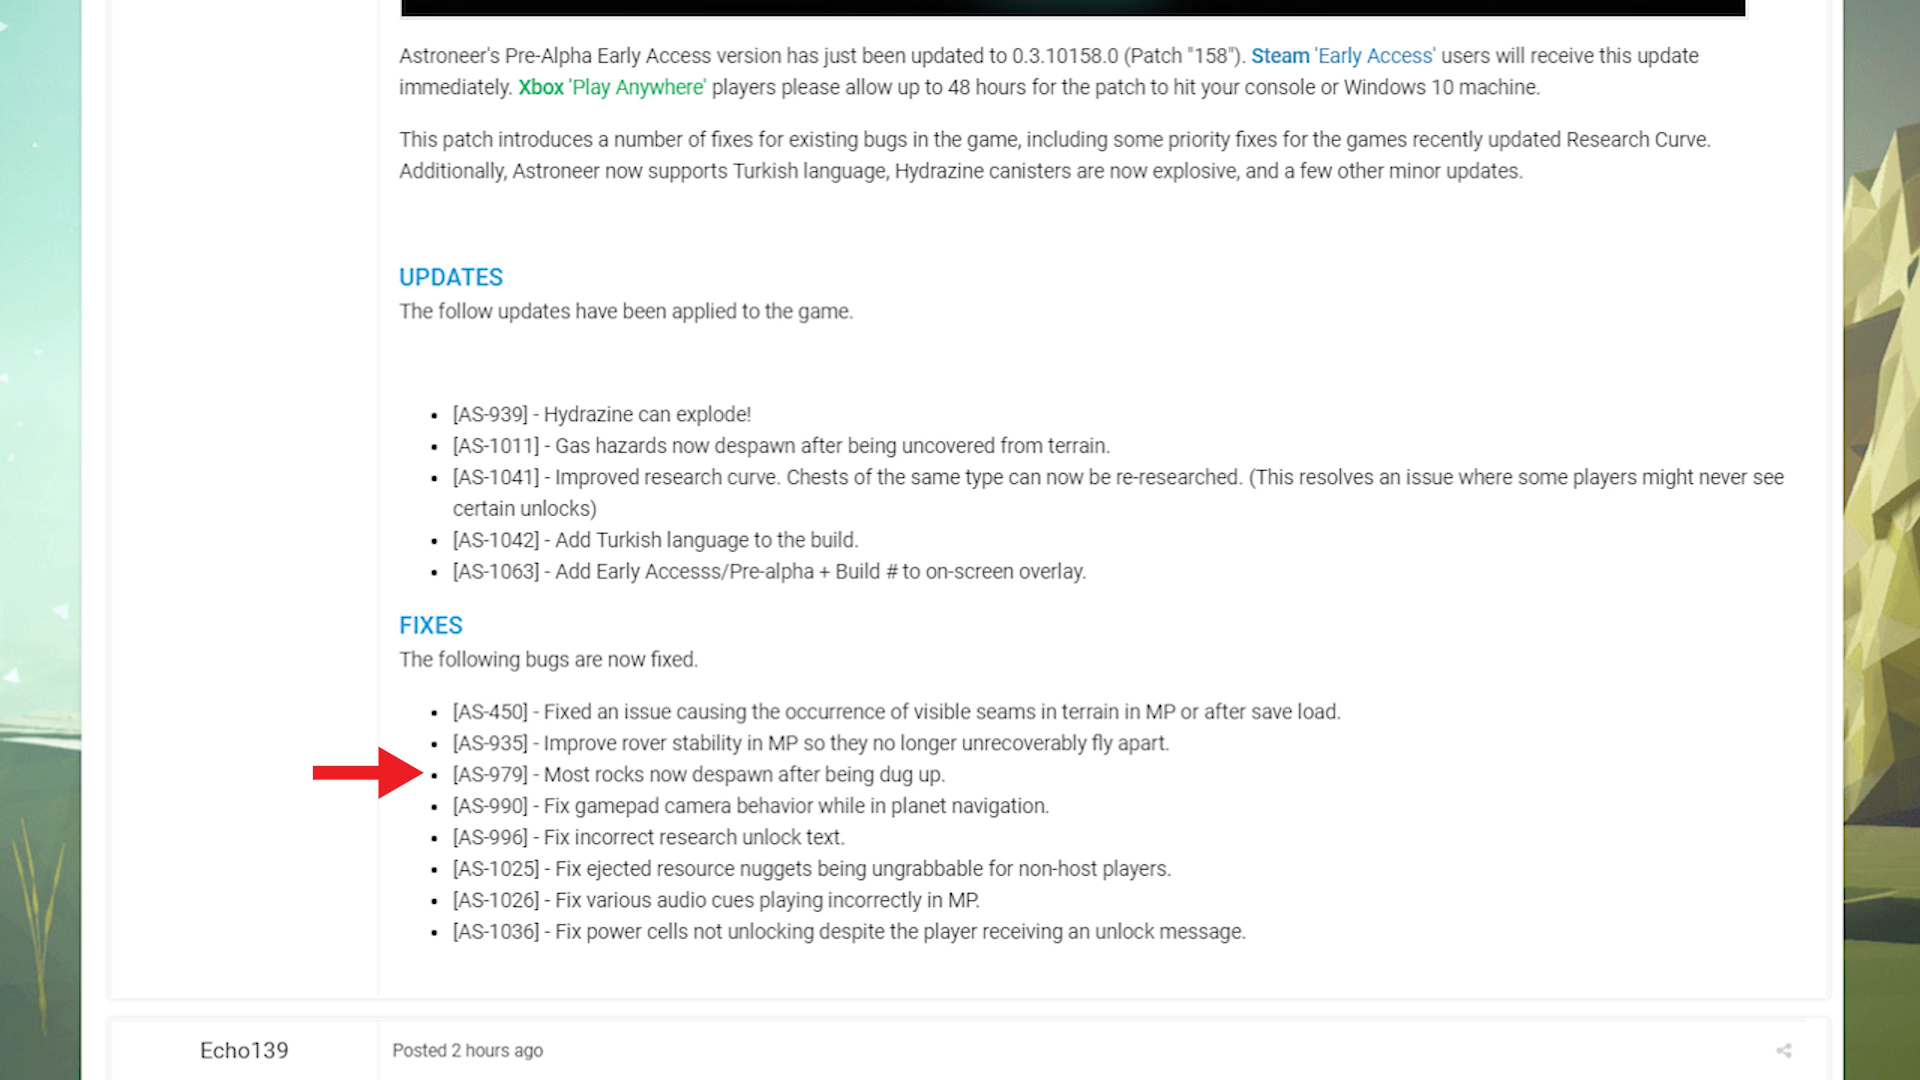 Astroneer's Pre-Alpha Early Access version has just been updated to 0.3.10158.0 (Patch "158"). Steam 'Early Access' users will receive this update
immediately. Xbox 'Play Anywhere' players please allow up to 48 hours for the patch to hit your console or Windows 10 machine.
This patch introduces a number of fixes for existing bugs in the game, including some priority fixes for the games recently updated Research Curve.
Additionally, Astroneer now supports Turkish language, Hydrazine canisters are now explosive, and a few other minor updates.
UPDATES
The follow updates have been applied to the game.
• [AS-939] - Hydrazine can explode!
• [AS-1011] - Gas hazards now despawn after being uncovered from terrain.
• [AS-1041] - Improved research curve. Chests of the same type can now be re-researched. (This resolves an issue where some players might never see
certain unlocks)
• [AS-1042] - Add Turkish language to the build.
• [AS-1063] - Add Early Accesss/Pre-alpha + Build # to on-screen overlay.
FIXES
The following bugs are now fixed.
• [AS-450] - Fixed an issue causing the occurrence of visible seams in terrain in MP or after save load.
• [AS-935] - Improve rover stability in MP so they no longer unrecoverably fly apart.
• [AS-979] - Most rocks now despawn after being dug up.
• [AS-990] - Fix gamepad camera behavior while in planet navigation.
• [AS-996] - Fix incorrect research unlock text.
• [AS-1025] - Fix ejected resource nuggets being ungrabbable for non-host players.
• [AS-1026] - Fix various audio cues playing incorrectly in MP.
• [AS-1036] - Fix power cells not unlocking despite the player receiving an unlock message.
Echo139
Posted 2 hours ago